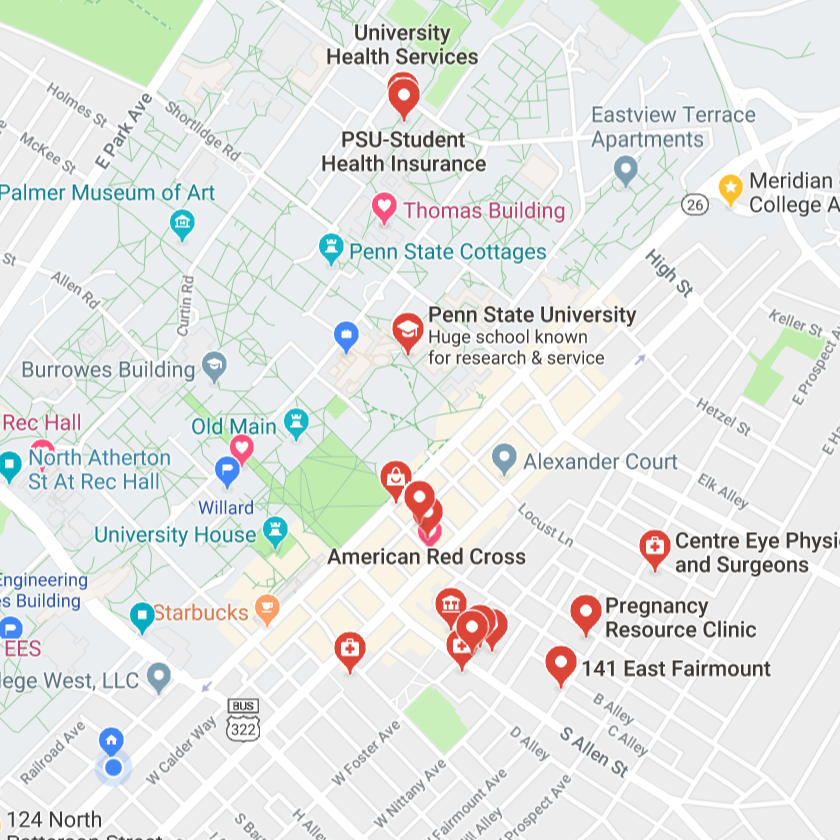 University
Health Services
Holmes St
E Park Ave
Shortlidge Rd
Eastview Terrace
Apartments
McKee St
PSU-Student
Health Insurance
Meridian
College A
26
Palmer Museum of Art
Thomas Building
Penn State Cottages
St
Allen Rd
High St
Curtin Rd
Penn State University
Huge school known
for research & service
Keller St
E Prospect A
Burrowes Building
Hetzel St
Rec Hall
Old Main
North Atherton
St At Rec Hall
Alexander Court
Elk Alley
Willard
Locust Ln
University House
American Red Cross
Centre Eye Physi
and Surgeons
Engineering
es Building
Starbucks
Pregnancy
Resource Clinic
EES
141 East Fairmount
lege West, LLC
B Alley
BUS
322
C Alley
Railroad Ave
W Calder Way
W Foster Ave
D Alley
S Allen St
W Nittany Ave
124 North
Fairmount Ave
Prospect Ave
H Alley